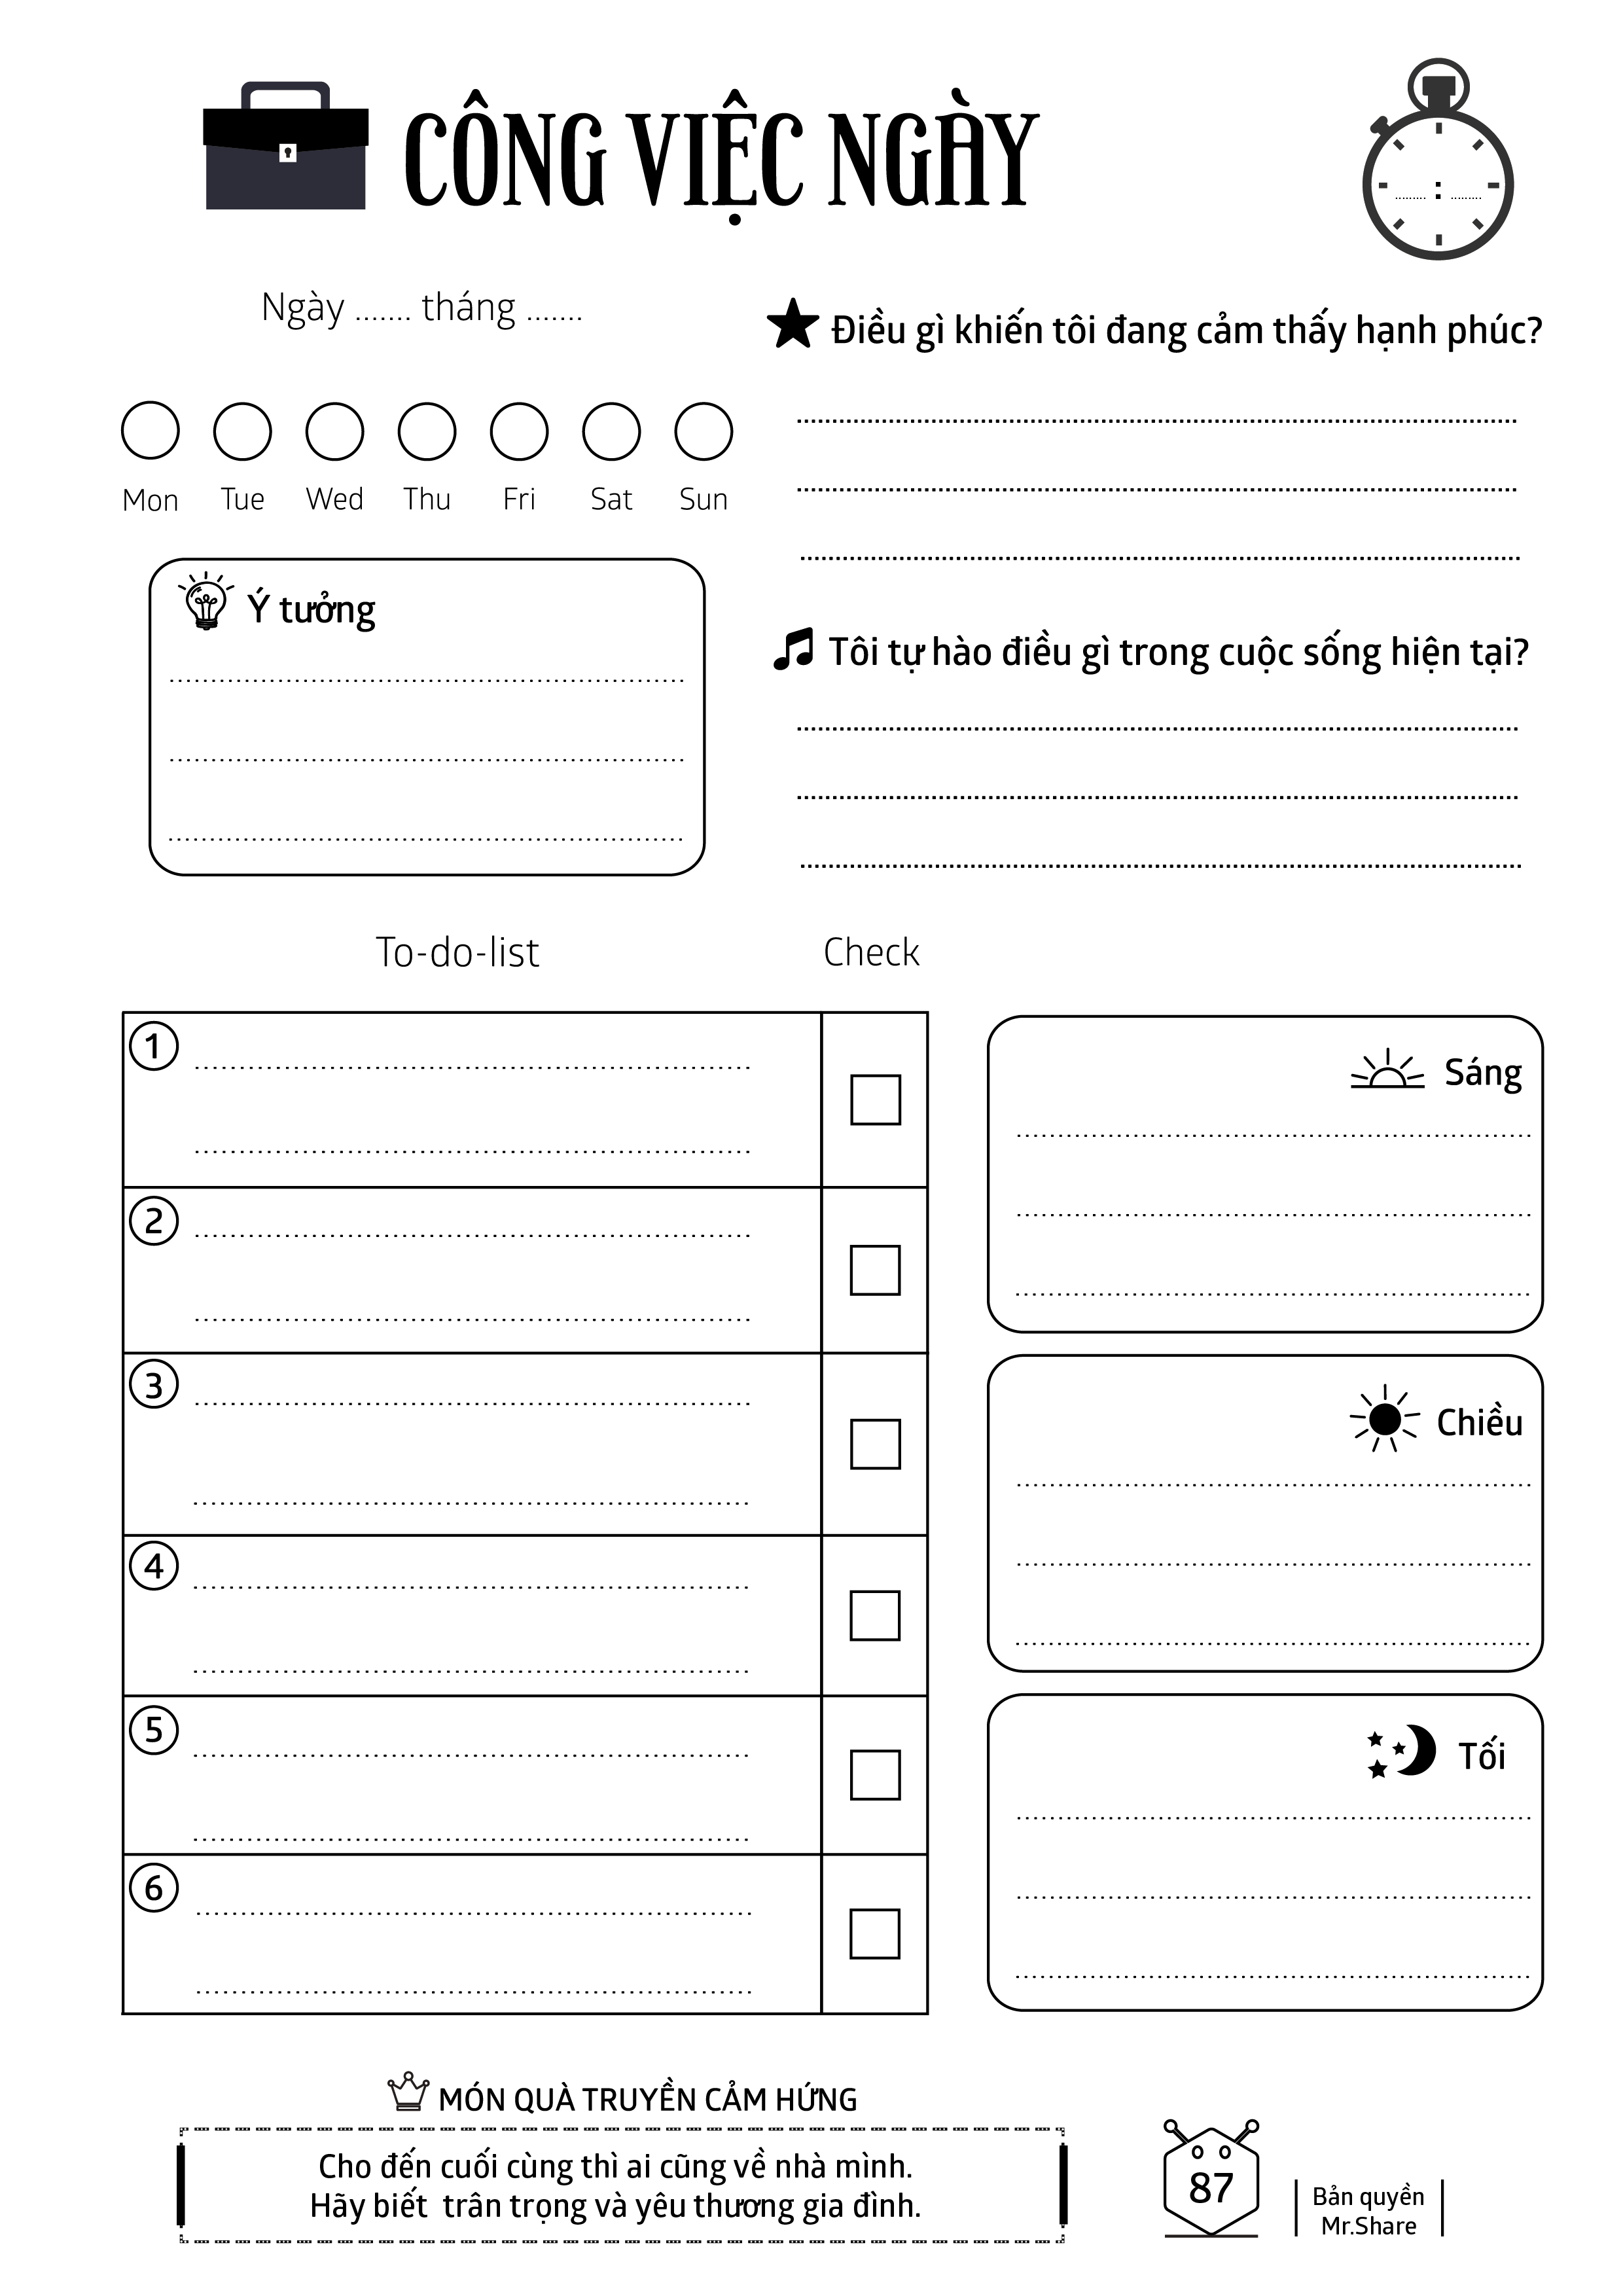 CÔNG VIỆC NGÀY
......... : .........
Ngày ....... tháng .......
Mon Tue Wed Thu Fri Sat Sun
Ý tưởng
Điều gì khiến tôi đang cảm thấy hạnh phúc?
Tôi tự hào điều gì trong cuộc sống hiện tại?
To-do-list
Check
1
2
3
4
5
6
Sáng
Chiều
Tối
MÓN QUÀ TRUYỀN CẢM HỨNG
Cho đến cuối cùng thì ai cũng về nhà mình.
Hãy biết  trân trọng và yêu thương gia đình.
87
Bản quyền
Mr.Share